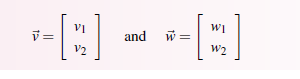 v⃗ = [ v₁ v₂ ] and w⃗ = [ w₁ w₂ ]